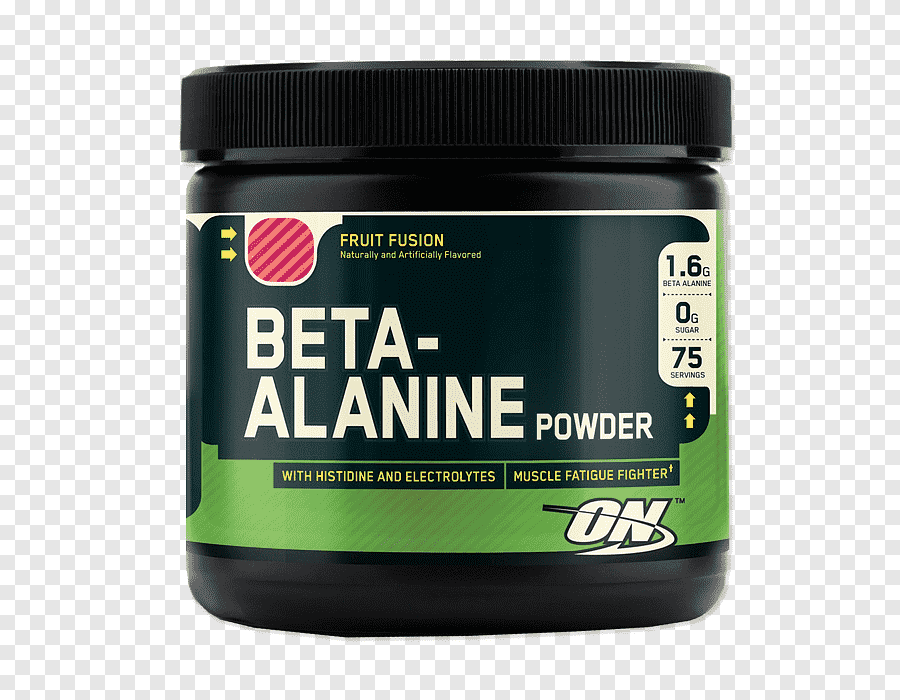 FRUIT FUSION
Naturally and Artificially Flavored
1.6G
BETA ALANINE
0G
SUGAR
75
SERVINGS
BETA-
ALANINE POWDER
WITH HISTIDINE AND ELECTROLYTES MUSCLE FATIGUE FIGHTER†
ON™